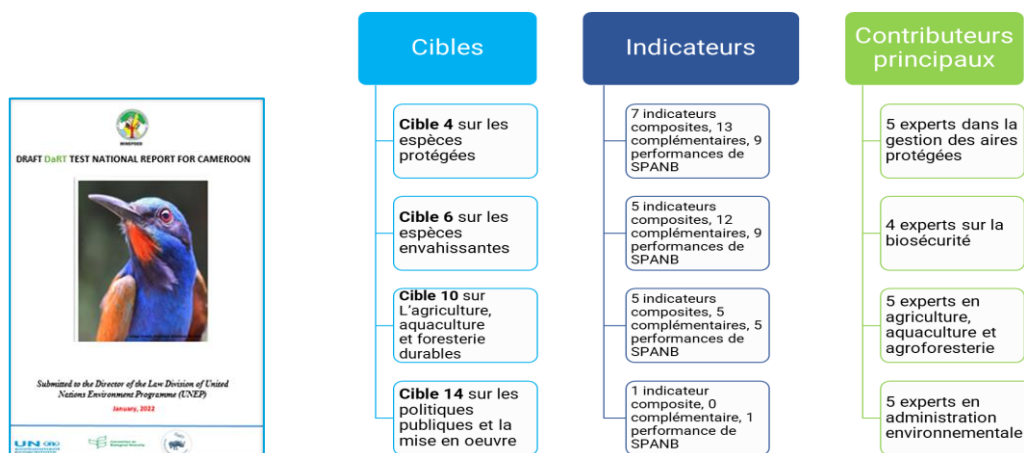 MINEPDED
DRAFT DaRT TEST NATIONAL REPORT FOR CAMEROON
Submitted to the Director of the Law Division of United
Nations Environment Programme (UNEP)
January, 2022
UN
Convention on
Biological Diversity
Cibles
Cible 4 sur les
espèces
protégées
Cible 6 sur les
espèces
envahissantes
Cible 10 sur
L'agriculture,
aquaculture
et foresterie
durables
Cible 14 sur les
politiques
publiques et la
mise en oeuvre
Indicateurs
7 indicateurs
composites, 13
complémentaires, 9
performances de
SPANB
5 indicateurs
composites, 12
complémentaires, 9
performances de
SPANB
5 indicateurs
composites, 5
complémentaires, 5
performances de
SPANB
1 indicateur
composite, 0
complémentaire, 1
performance de
SPANB
Contributeurs
principaux
5 experts dans la
gestion des aires
protégées
4 experts sur la
biosécurité
5 experts en
agriculture,
aquaculture et
agroforesterie
5 experts en
administration
environnementale